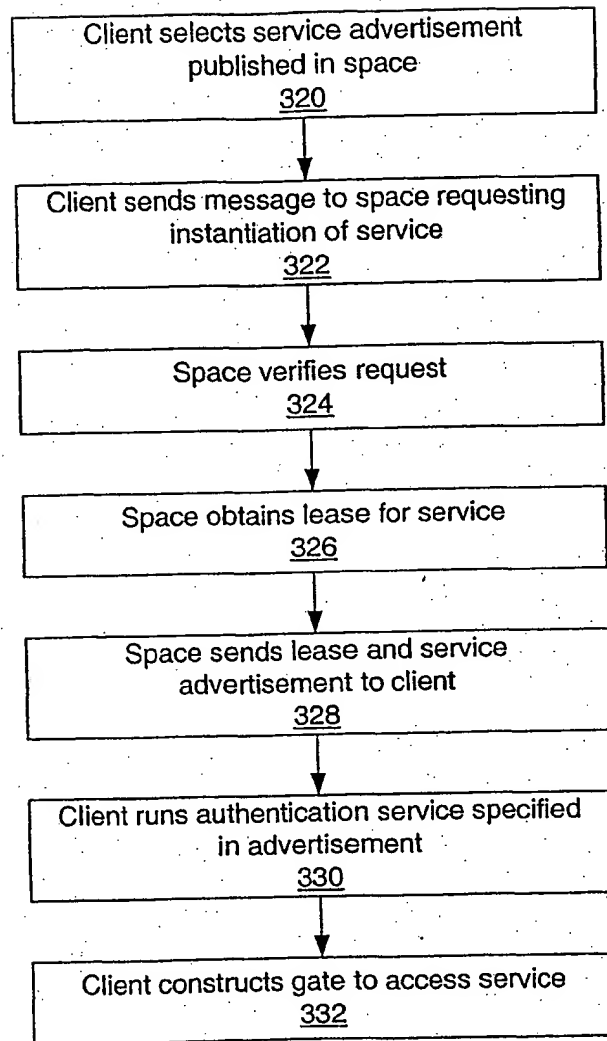 Client selects service advertisement
published in space
320
Client sends message to space requesting
instantiation of service
322
Space verifies request
324
Space obtains lease for service
326
Space sends lease and service
advertisement to client
328
Client runs authentication service specified
in advertisement
330
Client constructs gate to access service
332